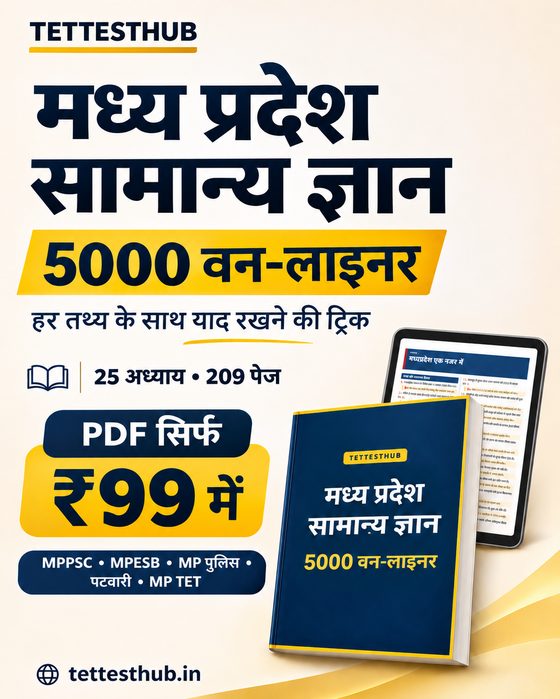 TETTESTHUB
मध्य प्रदेश
सामान्य ज्ञान
5000 वन-लाइनर
हर तथ्य के साथ याद रखने की ट्रिक
25 अध्याय • 209 पेज
PDF सिर्फ
₹99 में
MPPSC • MPESB • MP पुलिस •
पटवारी • MP TET
tettesthub.in
मध्यप्रदेश एक नजर में
TETTESTHUB
मध्य प्रदेश
सामान्य ज्ञान
5000 वन-लाइनर